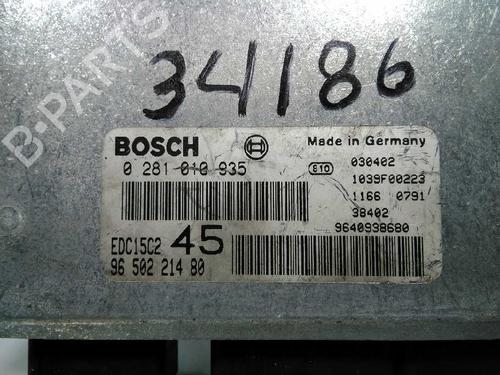 34186
B-PARTS
BOSCH
Made in Germany
0 281 010 935
610
030402
1039F00223
1166 0791
38402
9640938680
EDC15C2 45
96 502 214 80